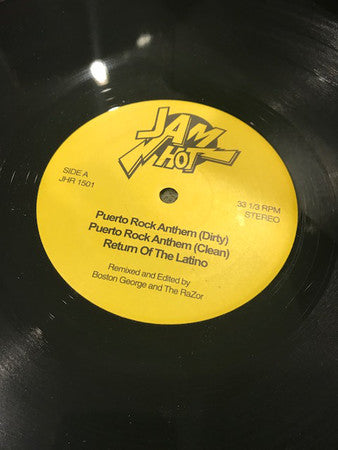 JAM
HOT
SIDE A
JHR 1501
33 1/3 RPM
STEREO
Puerto Rock Anthem (Dirty)
Puerto Rock Anthem (Clean)
Return Of The Latino
Remixed and Edited by
Boston George and The RaZor